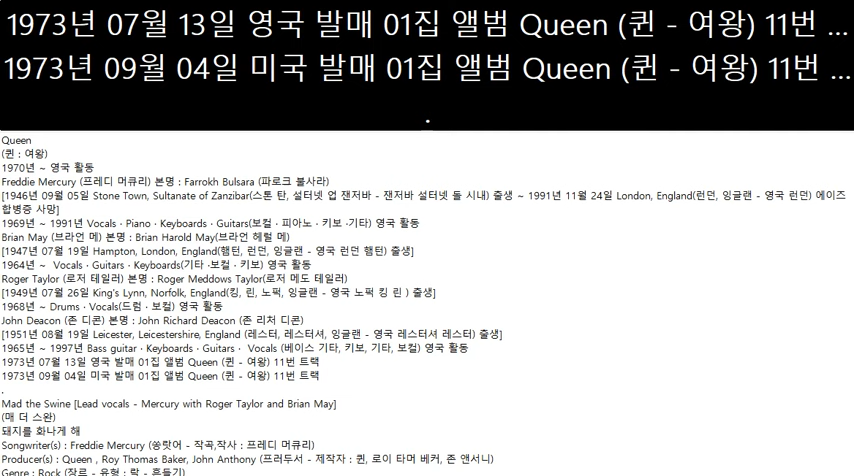 1973년 07월 13일 영국 발매 01집 앨범 Queen (퀸 - 여왕) 11번 ...
1973년 09월 04일 미국 발매 01집 앨범 Queen (퀸 - 여왕) 11번 ...
.
Queen
(퀸 : 여왕)
1970년 ~ 영국 활동
Freddie Mercury (프레디 머큐리) 본명 : Farrokh Bulsara (파로크 불사라)
[1946년 09월 05일 Stone Town, Sultanate of Zanzibar(스톤 탄, 설터넷 업 잰저바 - 잰저바 설터넷 돌 시내) 출생 ~ 1991년 11월 24일 London, England(런던, 잉글랜 - 영국 런던) 에이즈
합병증 사망]
1969년 ~ 1991년 Vocals · Piano · Keyboards · Guitars(보컬 · 피아노 · 키보 ·기타) 영국 활동
Brian May (브라언 메) 본명 : Brian Harold May(브라언 헤럴 메)
[1947년 07월 19일 Hampton, London, England(햄턴, 런던, 잉글랜 - 영국 런던 햄턴) 출생]
1964년 ~  Vocals · Guitars · Keyboards(기타 ·보컬 · 키보) 영국 활동
Roger Taylor (로저 테일러) 본명 : Roger Meddows Taylor(로저 메도 테일러)
[1949년 07월 26일 King's Lynn, Norfolk, England(킹, 린, 노퍽, 잉글랜 - 영국 노퍽 킹 린 ) 출생]
1968년 ~ Drums · Vocals(드럼 · 보컬) 영국 활동
John Deacon (존 디콘) 본명 : John Richard Deacon (존 리처 디콘)
[1951년 08월 19일 Leicester, Leicestershire, England (레스터, 레스터셔, 잉글랜 - 영국 레스터셔 레스터) 출생]
1965년 ~ 1997년 Bass guitar · Keyboards · Guitars ·  Vocals (베이스 기타, 키보, 기타, 보컬) 영국 활동
1973년 07월 13일 영국 발매 01집 앨범 Queen (퀸 - 여왕) 11번 트랙
1973년 09월 04일 미국 발매 01집 앨범 Queen (퀸 - 여왕) 11번 트랙
.
Mad the Swine [Lead vocals - Mercury with Roger Taylor and Brian May]
(매 더 스완)
돼지를 화나게 해
Songwriter(s) : Freddie Mercury (쏭랏어 - 작곡,작사 : 프레디 머큐리)
Producer(s) : Queen , Roy Thomas Baker, John Anthony (프러두서 - 제작자 : 퀸, 로이 타머 베커, 존 앤서니)
Genre : Rock (장르 - 유형 : 락 - 흔들기)